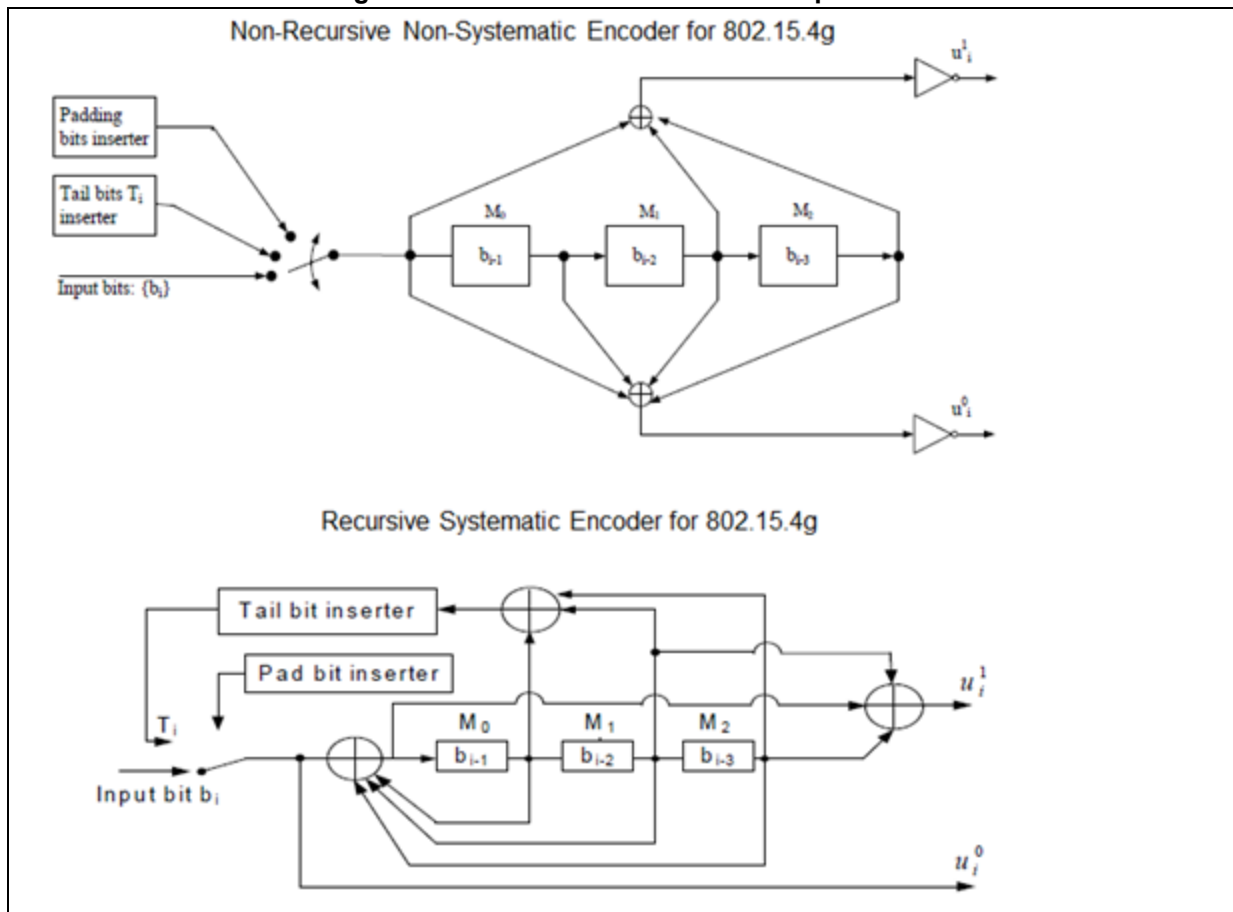 Non-Recursive Non-Systematic Encoder for 802.15.4g
u¹ᵢ
Padding
bits inserter
Tail bits Tᵢ
inserter
Input bits: {bᵢ}
M₀
M₁
M₂
bᵢ₋₁
bᵢ₋₂
bᵢ₋₃
u⁰ᵢ
Recursive Systematic Encoder for 802.15.4g
Tail bit inserter
Pad bit inserter
Tᵢ
Input bit bᵢ
M₀
M₁
M₂
bᵢ₋₁
bᵢ₋₂
bᵢ₋₃
uᵢ¹
uᵢ⁰